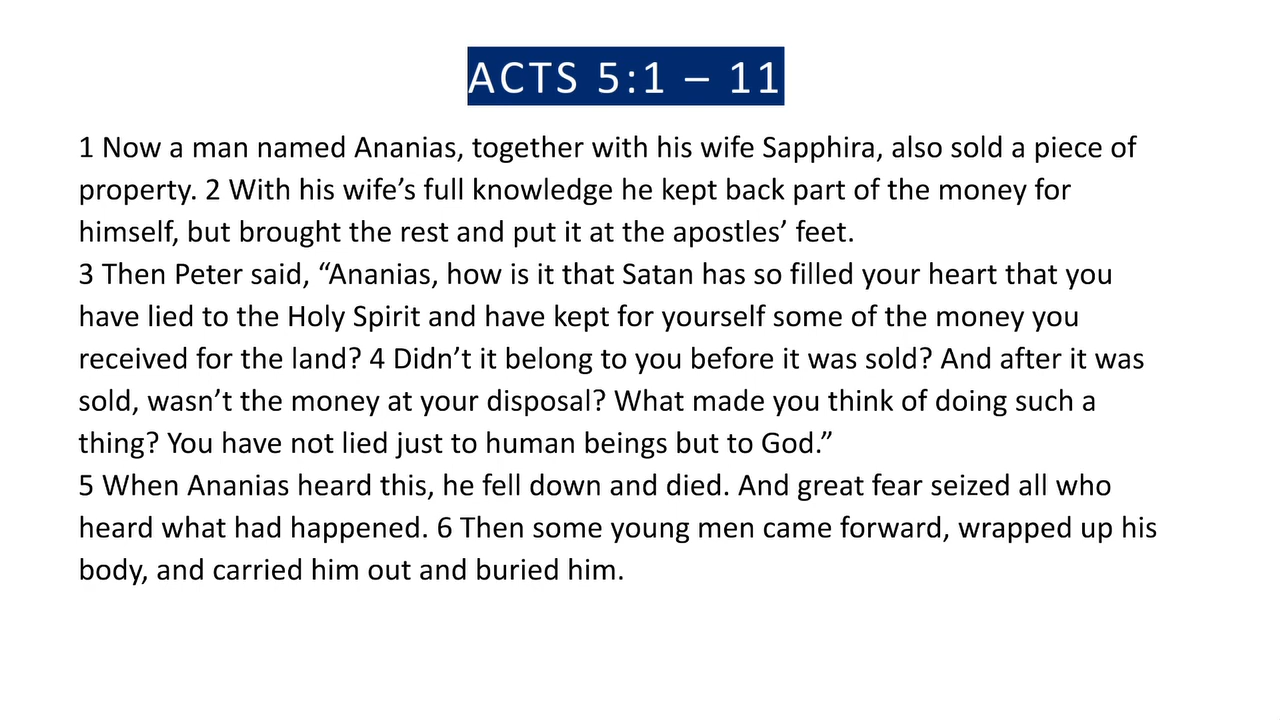 ACTS 5:1 – 11
1 Now a man named Ananias, together with his wife Sapphira, also sold a piece of
property. 2 With his wife’s full knowledge he kept back part of the money for
himself, but brought the rest and put it at the apostles’ feet.
3 Then Peter said, “Ananias, how is it that Satan has so filled your heart that you
have lied to the Holy Spirit and have kept for yourself some of the money you
received for the land? 4 Didn’t it belong to you before it was sold? And after it was
sold, wasn’t the money at your disposal? What made you think of doing such a
thing? You have not lied just to human beings but to God.”
5 When Ananias heard this, he fell down and died. And great fear seized all who
heard what had happened. 6 Then some young men came forward, wrapped up his
body, and carried him out and buried him.